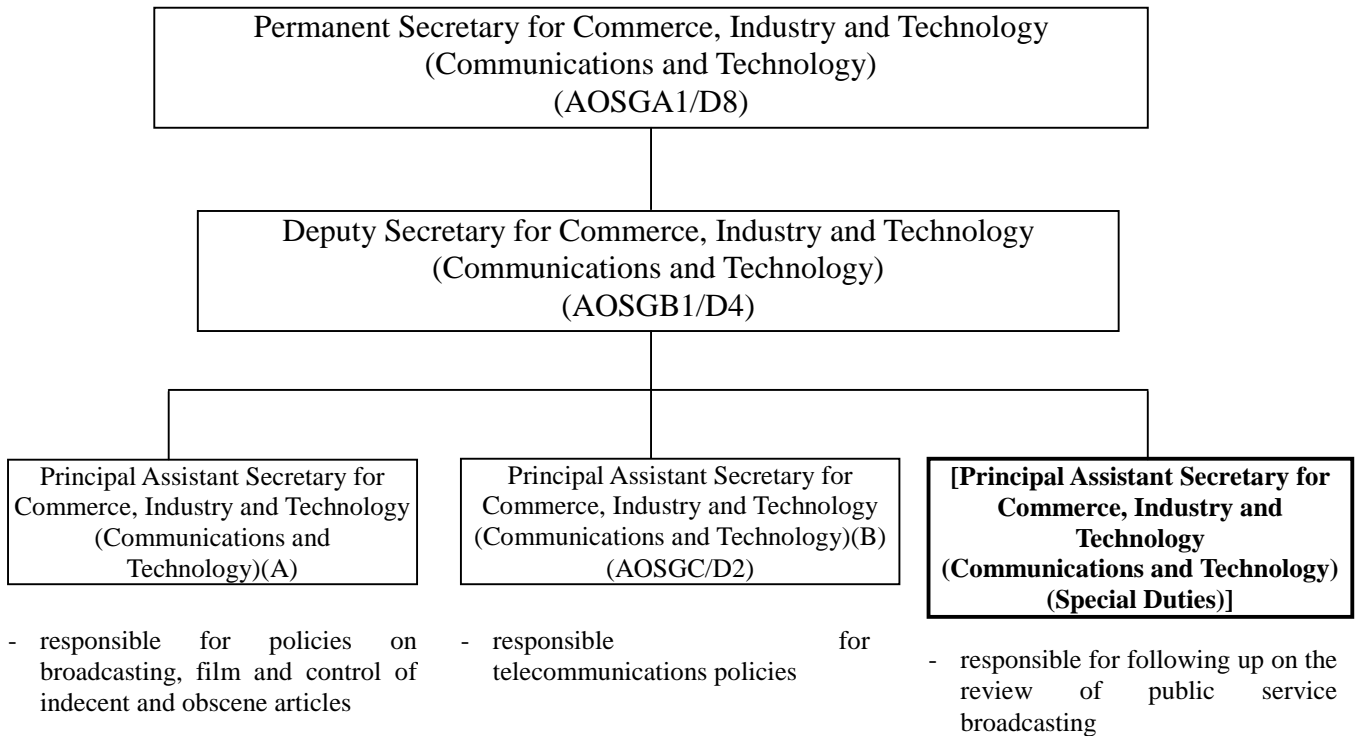 Permanent Secretary for Commerce, Industry and Technology
(Communications and Technology)
(AOSGA1/D8)
Deputy Secretary for Commerce, Industry and Technology
(Communications and Technology)
(AOSGB1/D4)
Principal Assistant Secretary for
Commerce, Industry and Technology
(Communications and
Technology)(A)
Principal Assistant Secretary for
Commerce, Industry and Technology
(Communications and Technology)(B)
(AOSGC/D2)
[Principal Assistant Secretary for
Commerce, Industry and
Technology
(Communications and Technology)
(Special Duties)]
- responsible for policies on
broadcasting, film and control of
indecent and obscene articles
- responsible for
telecommunications policies
- responsible for following up on the
review of public service
broadcasting